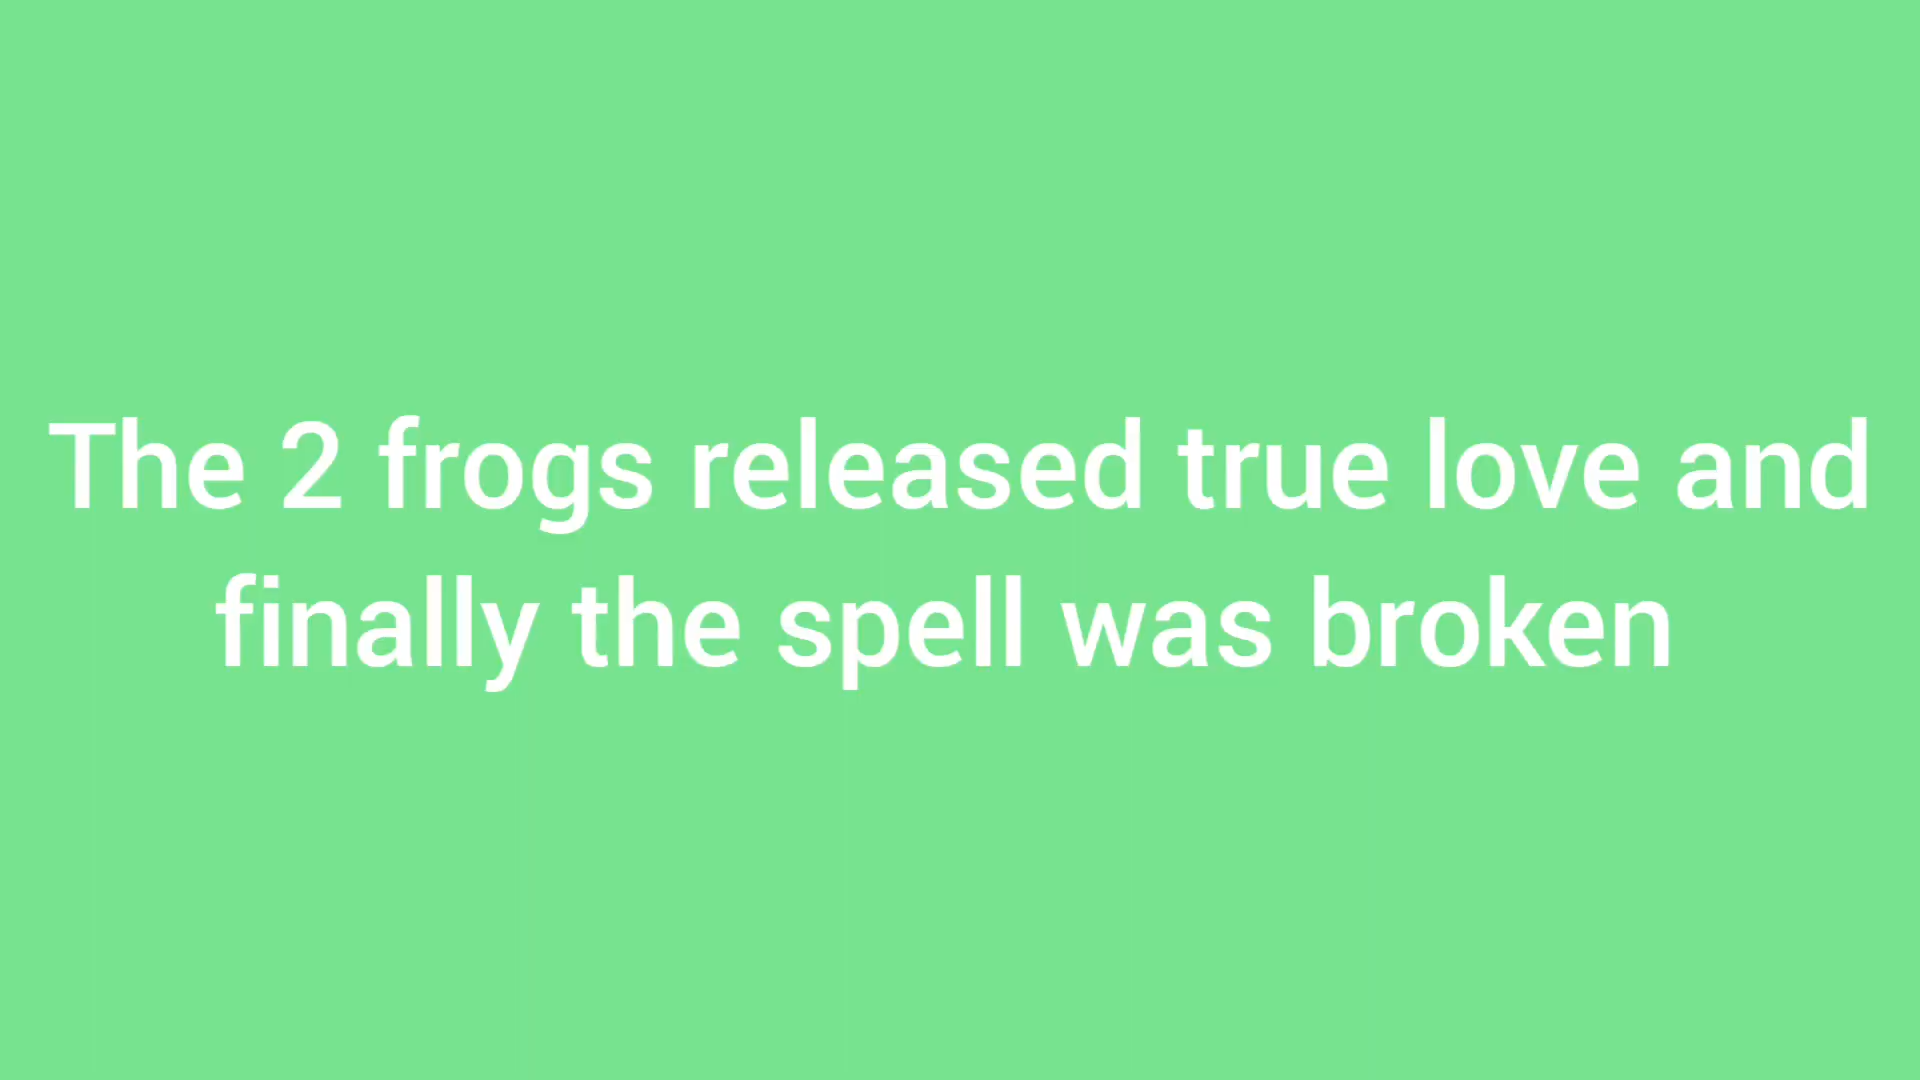 The 2 frogs released true love and
finally the spell was broken